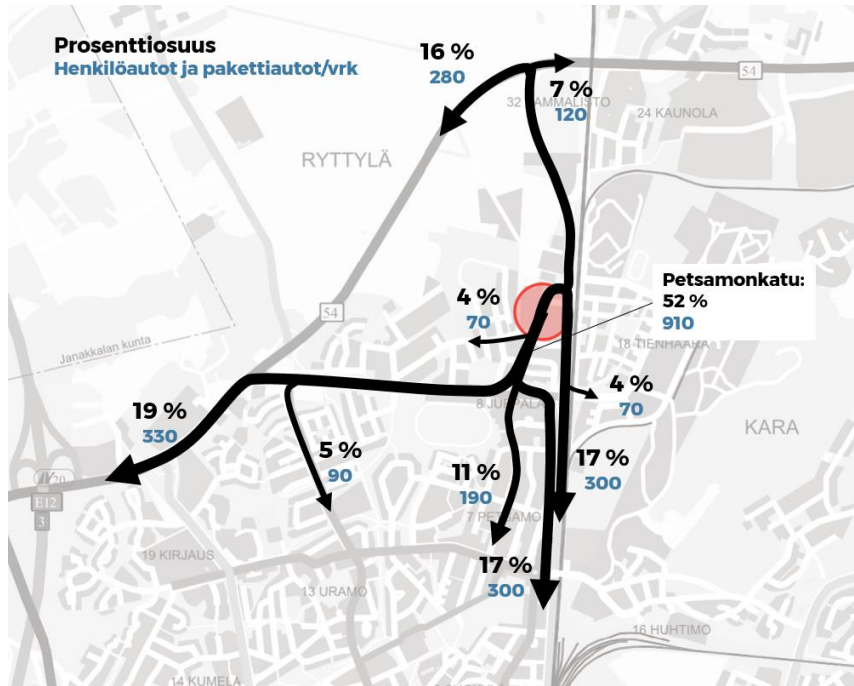 Prosenttiosuus
Henkilöautot ja pakettiautot/vrk
16 %
280
54
7 %
120
32 HAMMALISTO
24 KAUNOLA
RYTTYLÄ
54
4 %
70
Petsamonkatu:
52 %
910
Janakkalan kunta
18 TIENHAARA
8 JUPPALA
4 %
70
19 %
330
KARA
5 %
90
11 %
190
17 %
300
E12
3
7 PETSAMO
19 KIRJAUS
17 %
300
13 URAMO
16 HUHTIMO
14 KUMELA